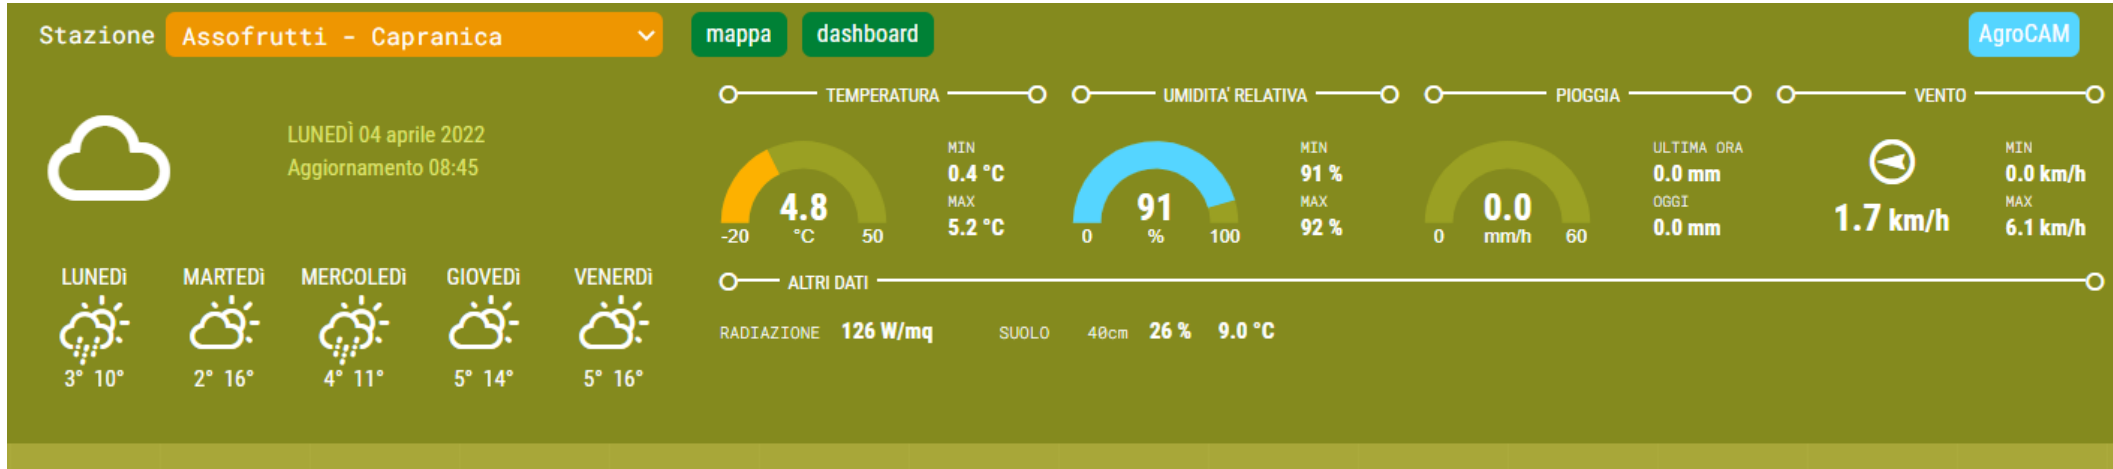 Stazione Assofrutti - Capranica mappa dashboard AgroCAM
LUNEDÌ 04 aprile 2022
Aggiornamento 08:45
LUNEDì MARTEDì MERCOLEDì GIOVEDì VENERDì
3° 10° 2° 16° 4° 11° 5° 14° 5° 16°
TEMPERATURA
4.8
°C
-20 50
MIN
0.4 °C
MAX
5.2 °C
UMIDITA' RELATIVA
91
%
0 100
MIN
91 %
MAX
92 %
PIOGGIA
0.0
mm/h
0 60
ULTIMA ORA
0.0 mm
OGGI
0.0 mm
VENTO
1.7 km/h
MIN
0.0 km/h
MAX
6.1 km/h
ALTRI DATI
RADIAZIONE 126 W/mq SUOLO 40cm 26 % 9.0 °C